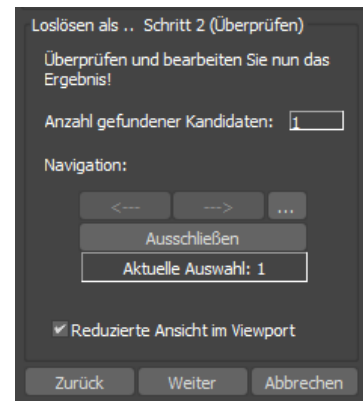 Loslösen als .. Schritt 2 (Überprüfen)
Überprüfen und bearbeiten Sie nun das
Ergebnis!
Anzahl gefundener Kandidaten: 1
Navigation:
<--- ---> ...
Ausschließen
Aktuelle Auswahl: 1
Reduzierte Ansicht im Viewport
Zurück Weiter Abbrechen